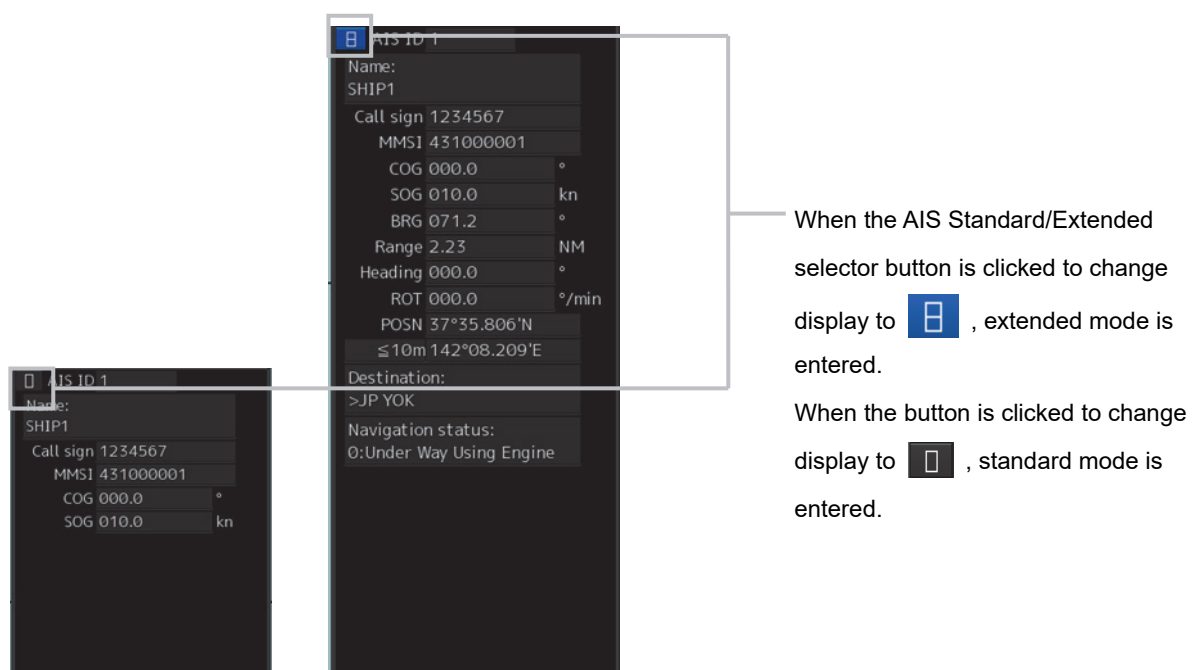 AIS ID 1
Name:
SHIP1
Call sign 1234567
MMSI 431000001
COG 000.0 °
SOG 010.0 kn
BRG 071.2 °
Range 2.23 NM
Heading 000.0 °
ROT 000.0 °/min
POSN 37°35.806'N
≦10m 142°08.209'E
Destination:
>JP YOK
Navigation status:
0:Under Way Using Engine
AIS ID 1
Name:
SHIP1
Call sign 1234567
MMSI 431000001
COG 000.0 °
SOG 010.0 kn
When the AIS Standard/Extended
selector button is clicked to change
display to , extended mode is
entered.
When the button is clicked to change
display to , standard mode is
entered.